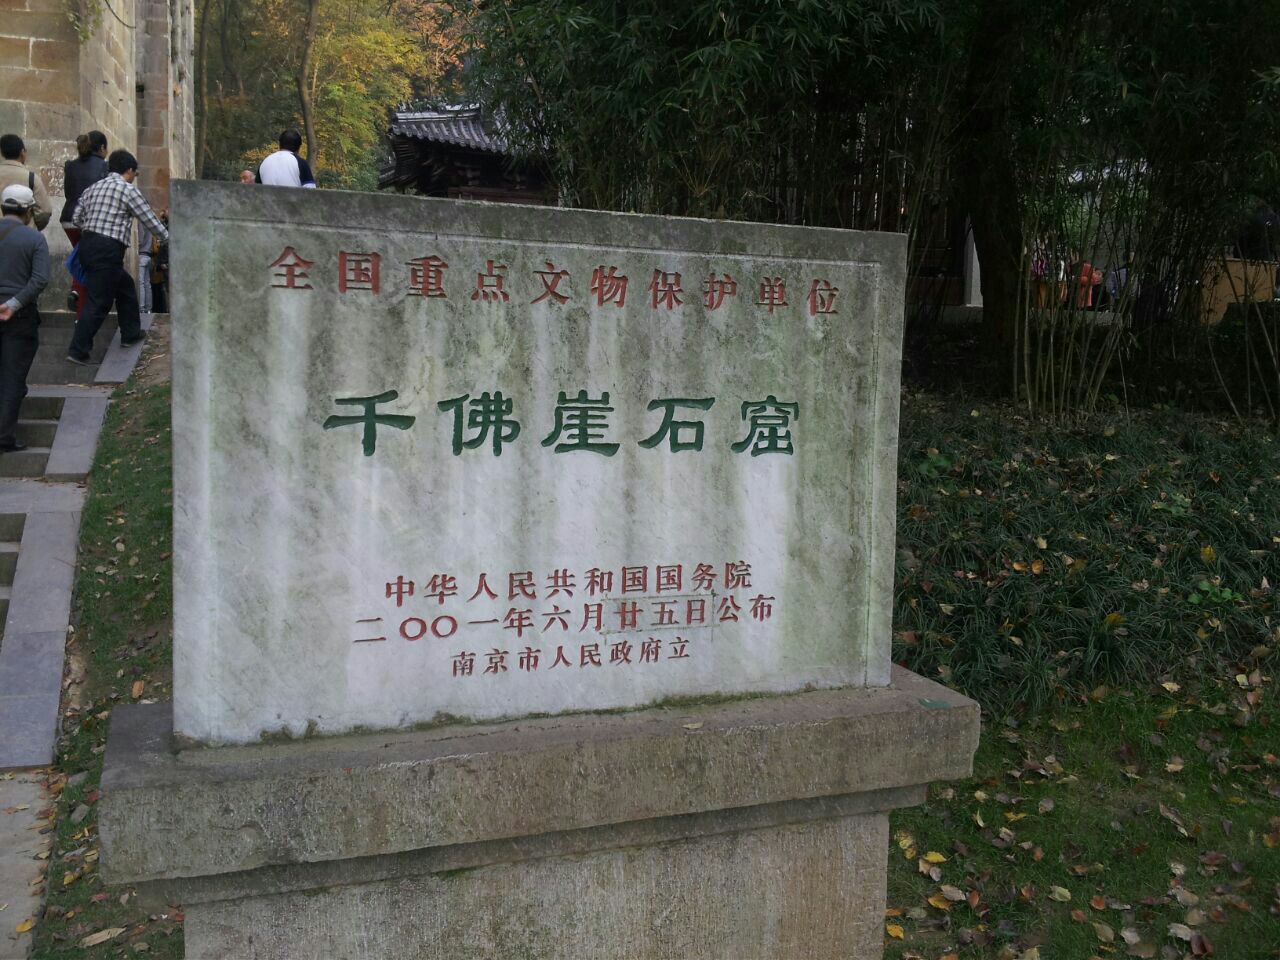 全国重点文物保护单位
千佛崖石窟
中华人民共和国国务院
二〇〇一年六月廿五日公布
南京市人民政府立